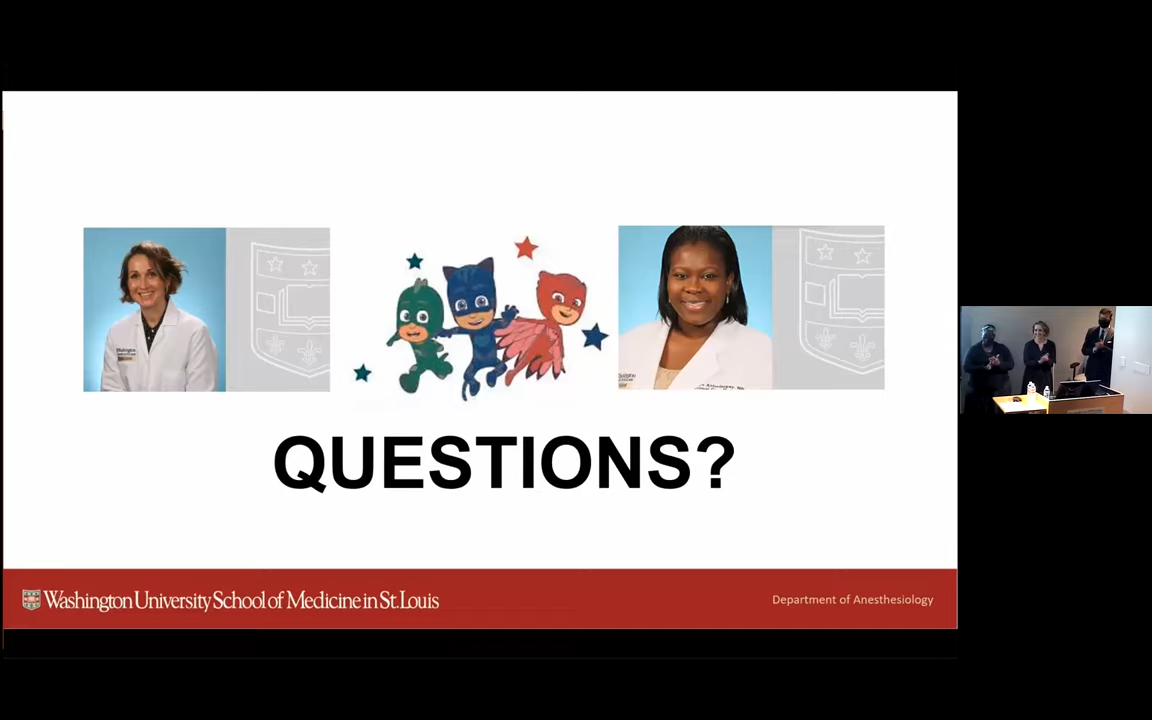 QUESTIONS?
Washington University School of Medicine in St. Louis
Department of Anesthesiology